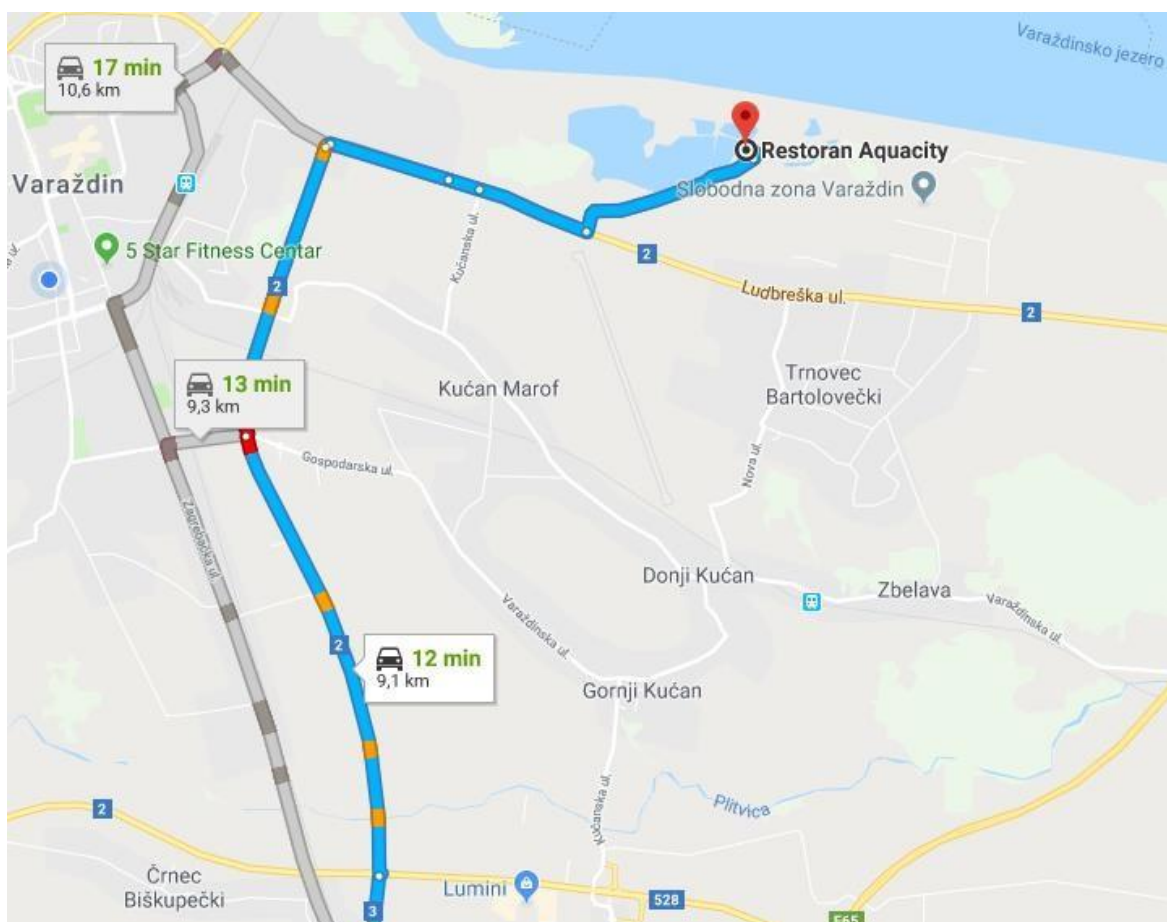 Varaždinsko jezero
17 min
10,6 km
Restoran Aquacity
Varaždin
Slobodna zona Varaždin
5 Star Fitness Centar
2
Kućanska ul.
2
Ludbreška ul.
2
13 min
9,3 km
Kućan Marof
Trnovec
Bartolovečki
Gospodarska ul.
Nova ul.
Zagrebačka ul.
Donji Kućan
Zbelava
Varaždinska ul.
Varaždinska ul.
2
12 min
9,1 km
Gornji Kućan
Kućanska ul.
Plitvica
2
Črnec
Biškupečki
Lumini
528
3
E65